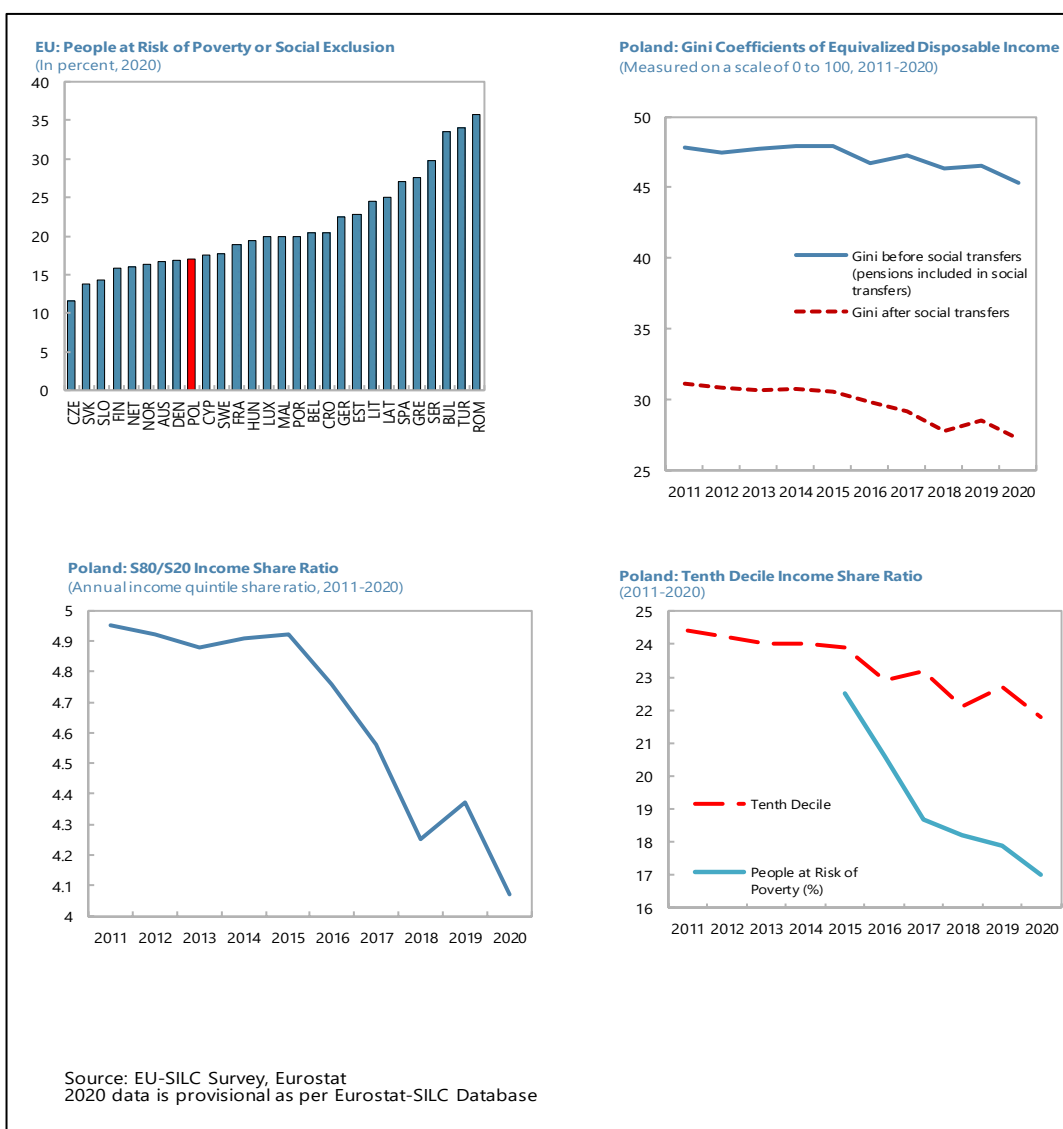 EU: People at Risk of Poverty or Social Exclusion
(In percent, 2020)
40
35
30
25
20
15
10
5
0
CZE
SVK
SLO
FIN
NET
NOR
AUS
DEN
POL
CYP
SWE
FRA
HUN
LUX
MAL
POR
BEL
CRO
GER
EST
LIT
LAT
SPA
GRE
SER
BUL
TUR
ROM
Poland: Gini Coefficients of Equivalized Disposable Income
(Measured on a scale of 0 to 100, 2011-2020)
50
45
40
35
30
25
Gini before social transfers
(pensions included in social
transfers)
Gini after social transfers
2011 2012 2013 2014 2015 2016 2017 2018 2019 2020
Poland: S80/S20 Income Share Ratio
(Annual income quintile share ratio, 2011-2020)
5
4.9
4.8
4.7
4.6
4.5
4.4
4.3
4.2
4.1
4
2011 2012 2013 2014 2015 2016 2017 2018 2019 2020
Poland: Tenth Decile Income Share Ratio
(2011-2020)
25
24
23
22
21
20
19
18
17
16
Tenth Decile
People at Risk of
Poverty (%)
2011 2012 2013 2014 2015 2016 2017 2018 2019 2020
Source: EU-SILC Survey, Eurostat
2020 data is provisional as per Eurostat-SILC Database